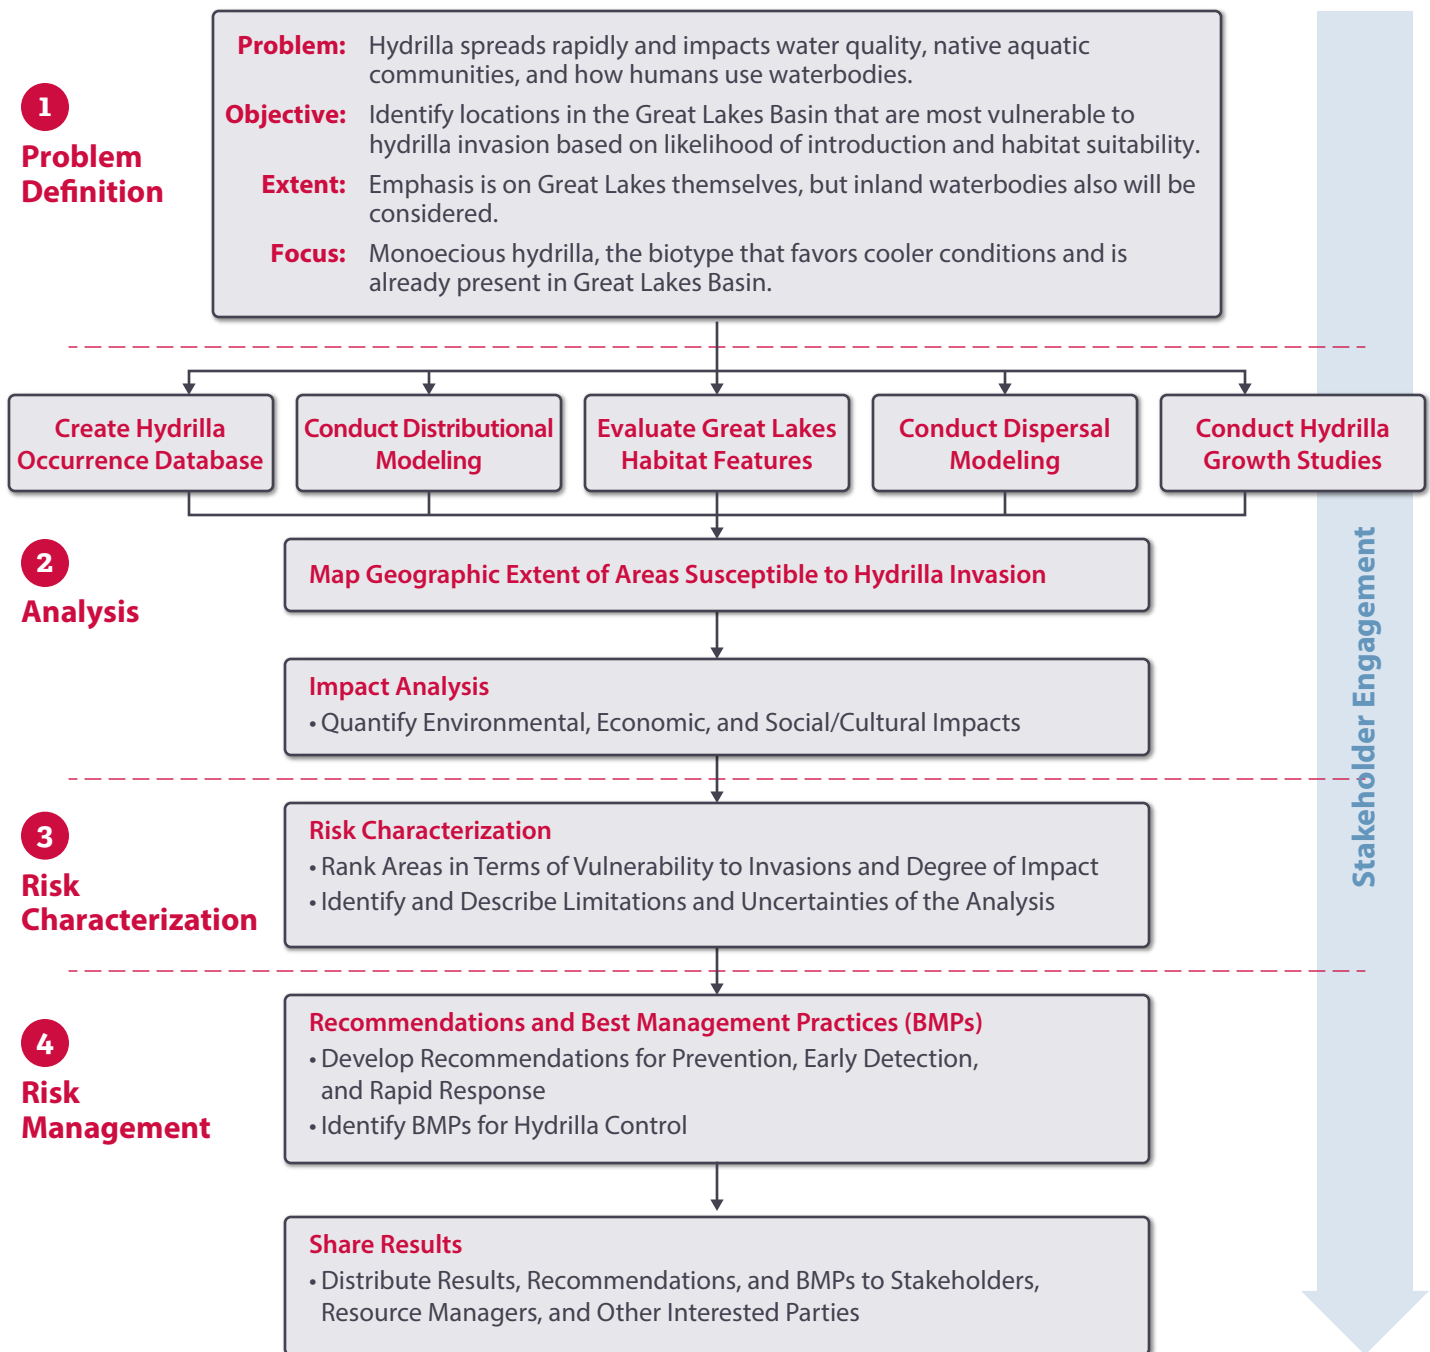 1
Problem
Definition
Problem: Hydrilla spreads rapidly and impacts water quality, native aquatic
communities, and how humans use waterbodies.
Objective: Identify locations in the Great Lakes Basin that are most vulnerable to
hydrilla invasion based on likelihood of introduction and habitat suitability.
Extent: Emphasis is on Great Lakes themselves, but inland waterbodies also will be
considered.
Focus: Monoecious hydrilla, the biotype that favors cooler conditions and is
already present in Great Lakes Basin.
Create Hydrilla
Occurrence Database
Conduct Distributional
Modeling
Evaluate Great Lakes
Habitat Features
Conduct Dispersal
Modeling
Conduct Hydrilla
Growth Studies
2
Analysis
Map Geographic Extent of Areas Susceptible to Hydrilla Invasion
Impact Analysis
• Quantify Environmental, Economic, and Social/Cultural Impacts
3
Risk
Characterization
Risk Characterization
• Rank Areas in Terms of Vulnerability to Invasions and Degree of Impact
• Identify and Describe Limitations and Uncertainties of the Analysis
4
Risk
Management
Recommendations and Best Management Practices (BMPs)
• Develop Recommendations for Prevention, Early Detection,
and Rapid Response
• Identify BMPs for Hydrilla Control
Share Results
• Distribute Results, Recommendations, and BMPs to Stakeholders,
Resource Managers, and Other Interested Parties
Stakeholder Engagement